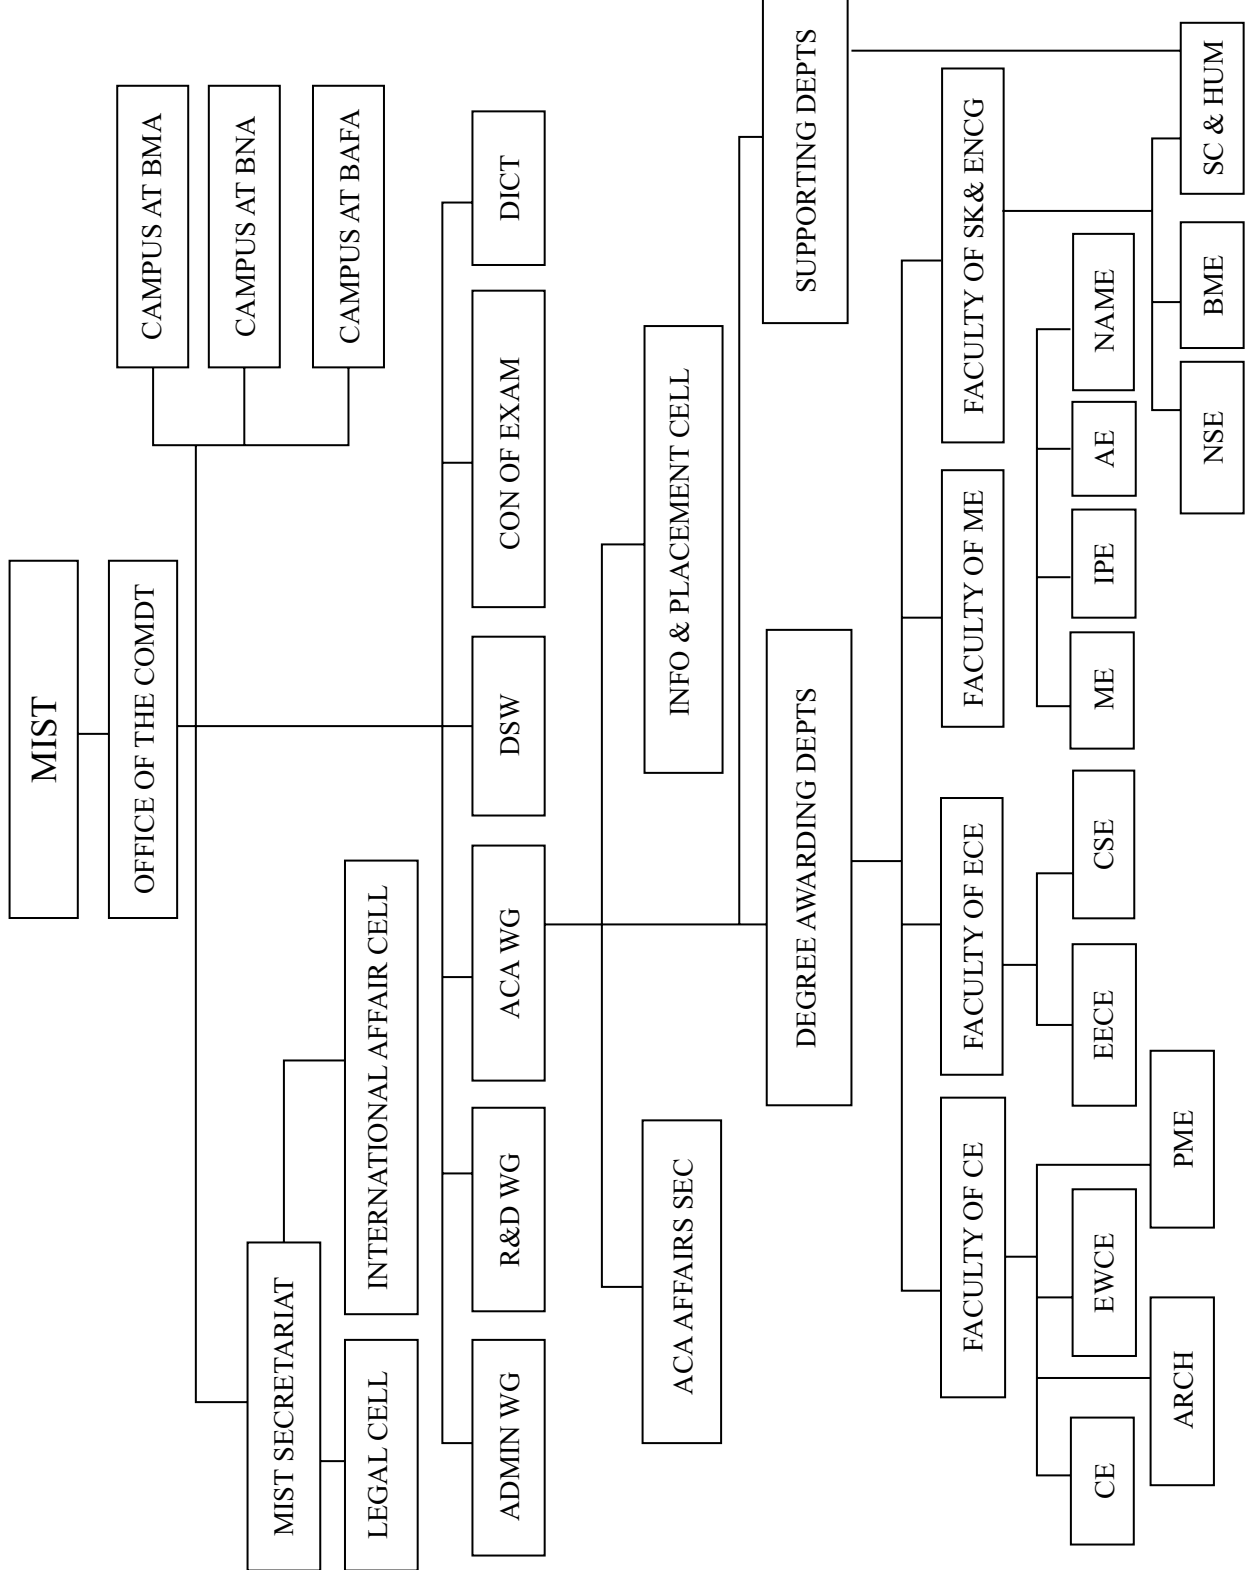 MIST
OFFICE OF THE COMDT
CAMPUS AT BMA
CAMPUS AT BNA
CAMPUS AT BAFA
MIST SECRETARIAT
LEGAL CELL
INTERNATIONAL AFFAIR CELL
ADMIN WG
R&D WG
ACA WG
DSW
CON OF EXAM
DICT
ACA AFFAIRS SEC
INFO & PLACEMENT CELL
DEGREE AWARDING DEPTS
SUPPORTING DEPTS
FACULTY OF CE
FACULTY OF ECE
FACULTY OF ME
FACULTY OF SK& ENCG
CE
EWCE
EECE
CSE
ME
IPE
AE
NAME
ARCH
PME
NSE
BME
SC & HUM